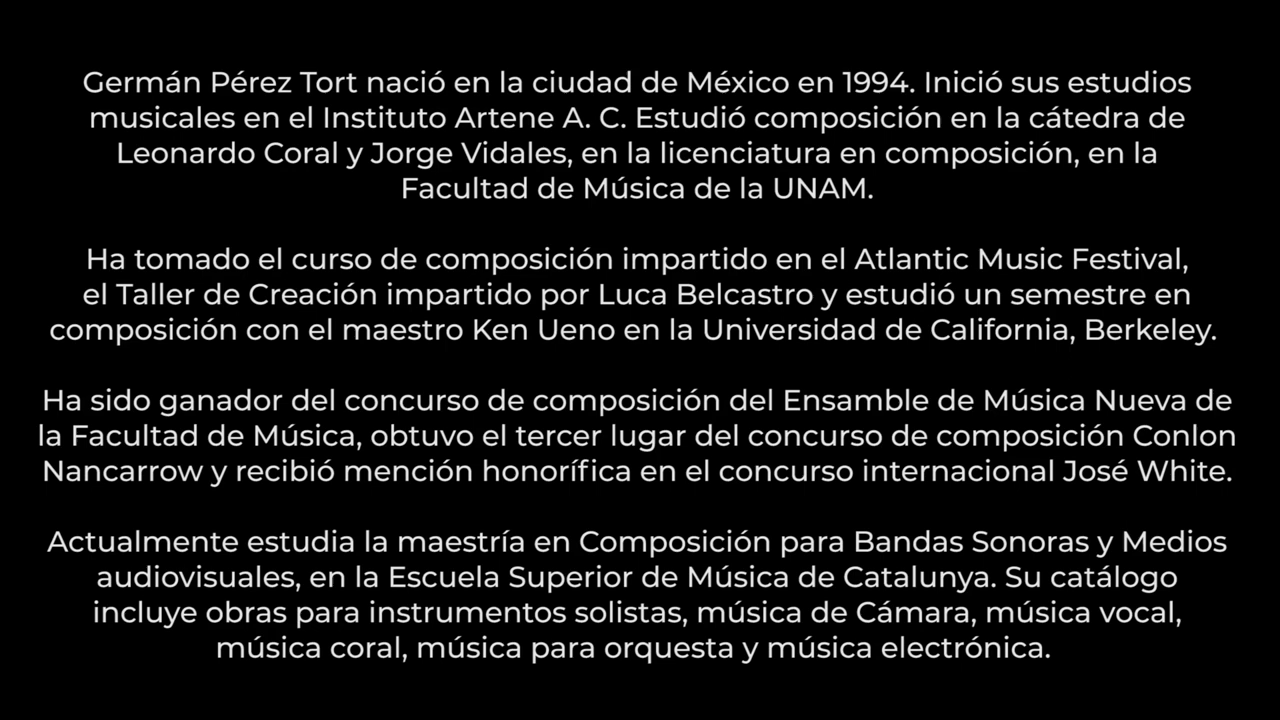 Germán Pérez Tort nació en la ciudad de México en 1994. Inició sus estudios
musicales en el Instituto Artene A. C. Estudió composición en la cátedra de
Leonardo Coral y Jorge Vidales, en la licenciatura en composición, en la
Facultad de Música de la UNAM.
Ha tomado el curso de composición impartido en el Atlantic Music Festival,
el Taller de Creación impartido por Luca Belcastro y estudió un semestre en
composición con el maestro Ken Ueno en la Universidad de California, Berkeley.
Ha sido ganador del concurso de composición del Ensamble de Música Nueva de
la Facultad de Música, obtuvo el tercer lugar del concurso de composición Conlon
Nancarrow y recibió mención honorífica en el concurso internacional José White.
Actualmente estudia la maestría en Composición para Bandas Sonoras y Medios
audiovisuales, en la Escuela Superior de Música de Catalunya. Su catálogo
incluye obras para instrumentos solistas, música de Cámara, música vocal,
música coral, música para orquesta y música electrónica.